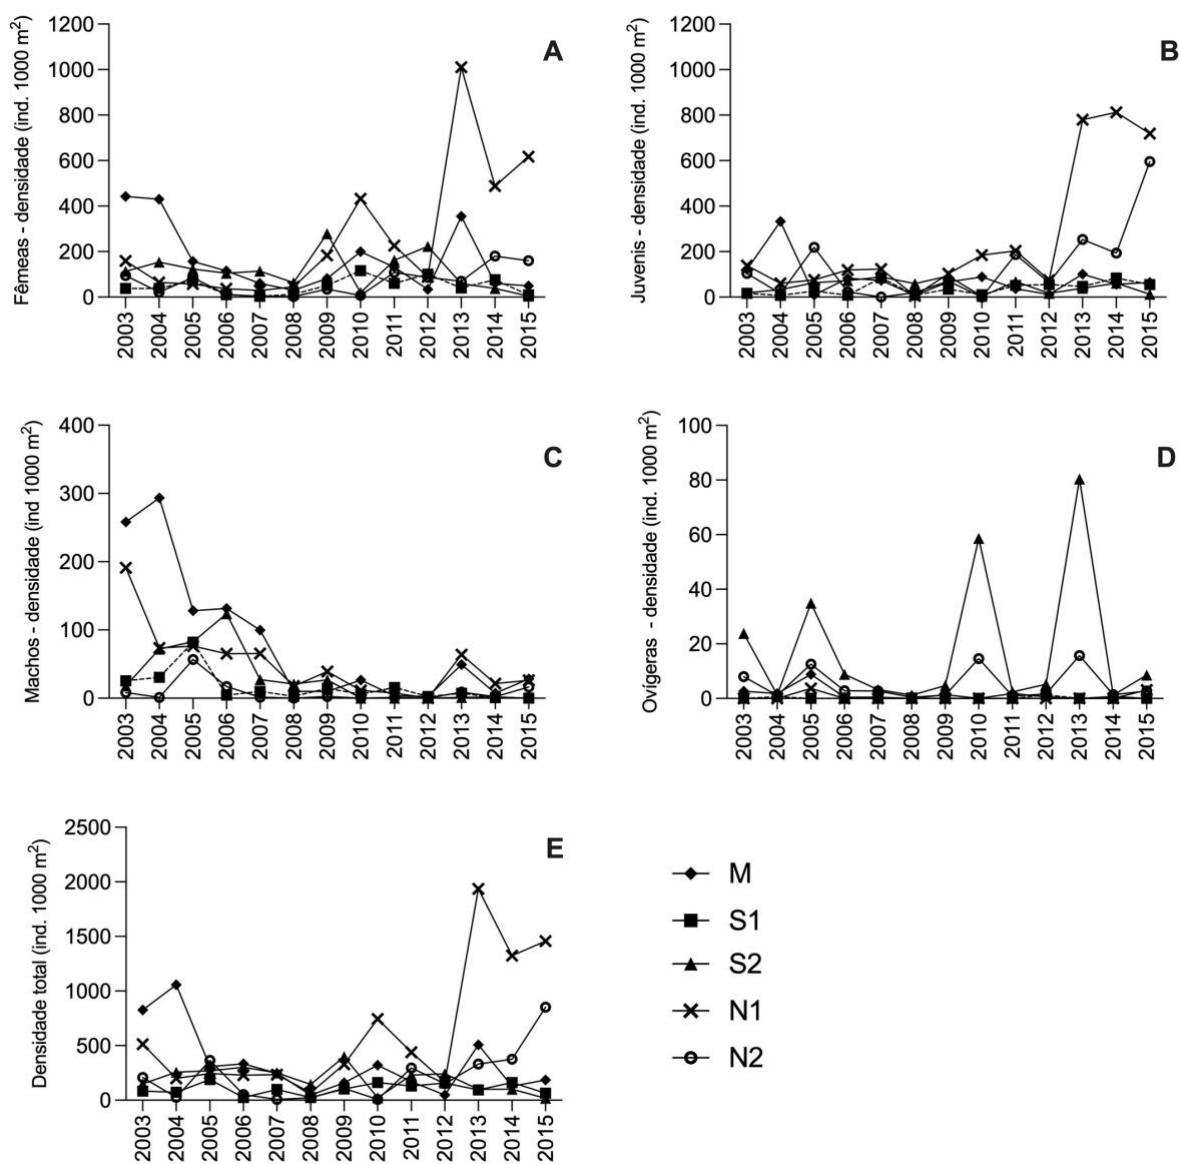 A
Fêmeas - densidade (ind. 1000 m²)
1200
1000
800
600
400
200
0
2003 2004 2005 2006 2007 2008 2009 2010 2011 2012 2013 2014 2015
B
Juvenis - densidade (ind. 1000 m²)
1200
1000
800
600
400
200
0
2003 2004 2005 2006 2007 2008 2009 2010 2011 2012 2013 2014 2015
C
Machos - densidade (ind 1000 m²)
400
300
200
100
0
2003 2004 2005 2006 2007 2008 2009 2010 2011 2012 2013 2014 2015
D
Ovígeras - densidade (ind. 1000 m²)
100
80
60
40
20
0
2003 2004 2005 2006 2007 2008 2009 2010 2011 2012 2013 2014 2015
E
Densidade total (ind. 1000 m²)
2500
2000
1500
1000
500
0
2003 2004 2005 2006 2007 2008 2009 2010 2011 2012 2013 2014 2015
M
S1
S2
N1
N2